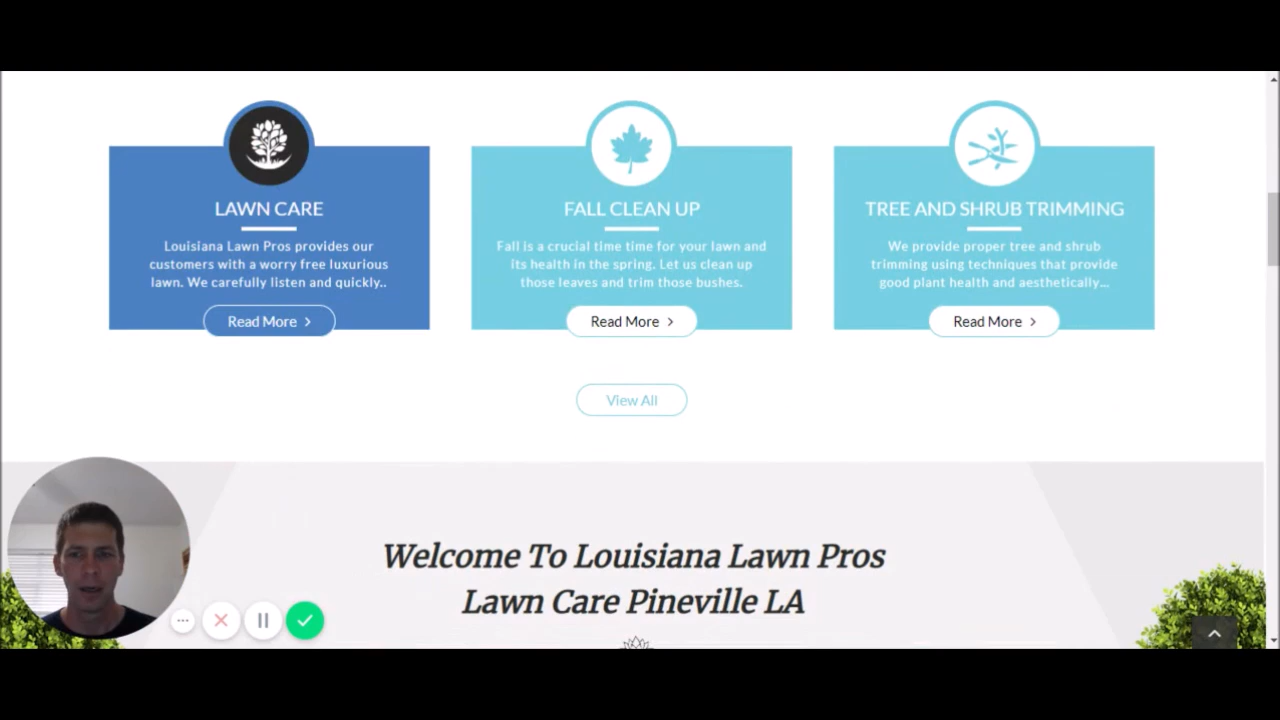 LAWN CARE
Louisiana Lawn Pros provides our
customers with a worry free luxurious
lawn. We carefully listen and quickly..
Read More
FALL CLEAN UP
Fall is a crucial time time for your lawn and
its health in the spring. Let us clean up
those leaves and trim those bushes.
Read More
TREE AND SHRUB TRIMMING
We provide proper tree and shrub
trimming using techniques that provide
good plant health and aesthetically...
Read More
View All
Welcome To Louisiana Lawn Pros
Lawn Care Pineville LA